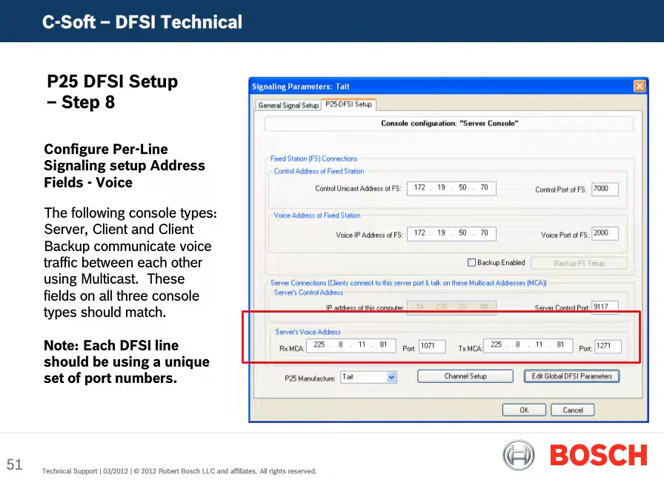 C-Soft – DFSI Technical
P25 DFSI Setup
– Step 8
Configure Per-Line
Signaling setup Address
Fields - Voice
The following console types:
Server, Client and Client
Backup communicate voice
traffic between each other
using Multicast. These
fields on all three console
types should match.
Note: Each DFSI line
should be using a unique
set of port numbers.
Signaling Parameters: Tait
General Signal Setup P25-DFSI Setup
Console configuration: "Server Console"
Fixed Station (FS) Connections
Control Address of Fixed Station
Control Unicast Address of FS: 172 . 19 . 50 . 70 Control Port of FS: 7000
Voice Address of Fixed Station
Voice IP Address of FS: 172 . 19 . 50 . 70 Voice Port of FS: 2000
Backup Enabled Backup FS Setup
Server Connections (Clients connect to this server port & talk on these Multicast Addresses (MCA))
Server's Control Address
IP address of this computer Server Control Port 9117
Server's Voice Address
Rx MCA: 225 . 8 . 11 . 81 Port: 1071 Tx MCA: 225 . 8 . 11 . 81 Port: 1271
P25 Manufacture: Tait Channel Setup Edit Global DFSI Parameters
OK Cancel
51
Technical Support | 02/2012 | © 2012 Robert Bosch LLC and affiliates. All rights reserved.
BOSCH